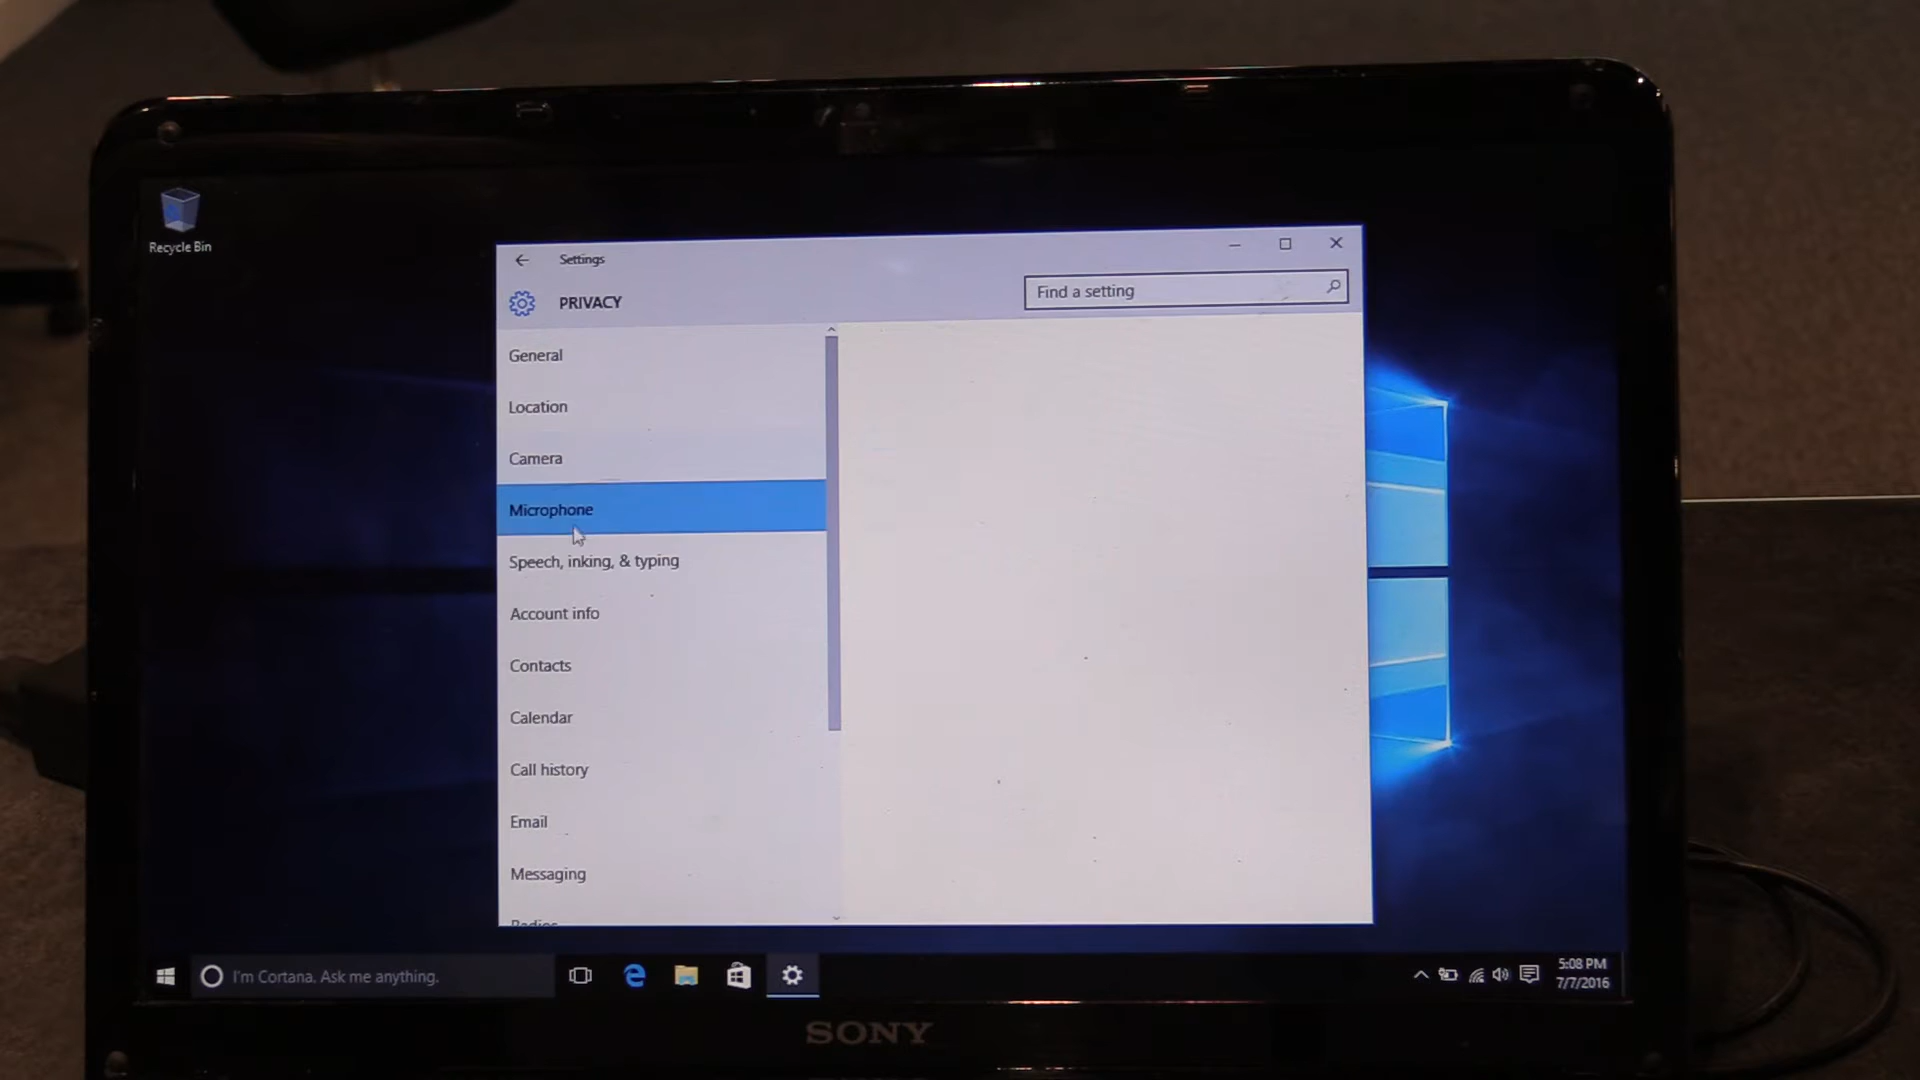 Recycle Bin
Settings
PRIVACY
Find a setting
General
Location
Camera
Microphone
Speech, inking, & typing
Account info
Contacts
Calendar
Call history
Email
Messaging
Radios
I'm Cortana. Ask me anything.
5:08 PM
7/7/2016
SONY